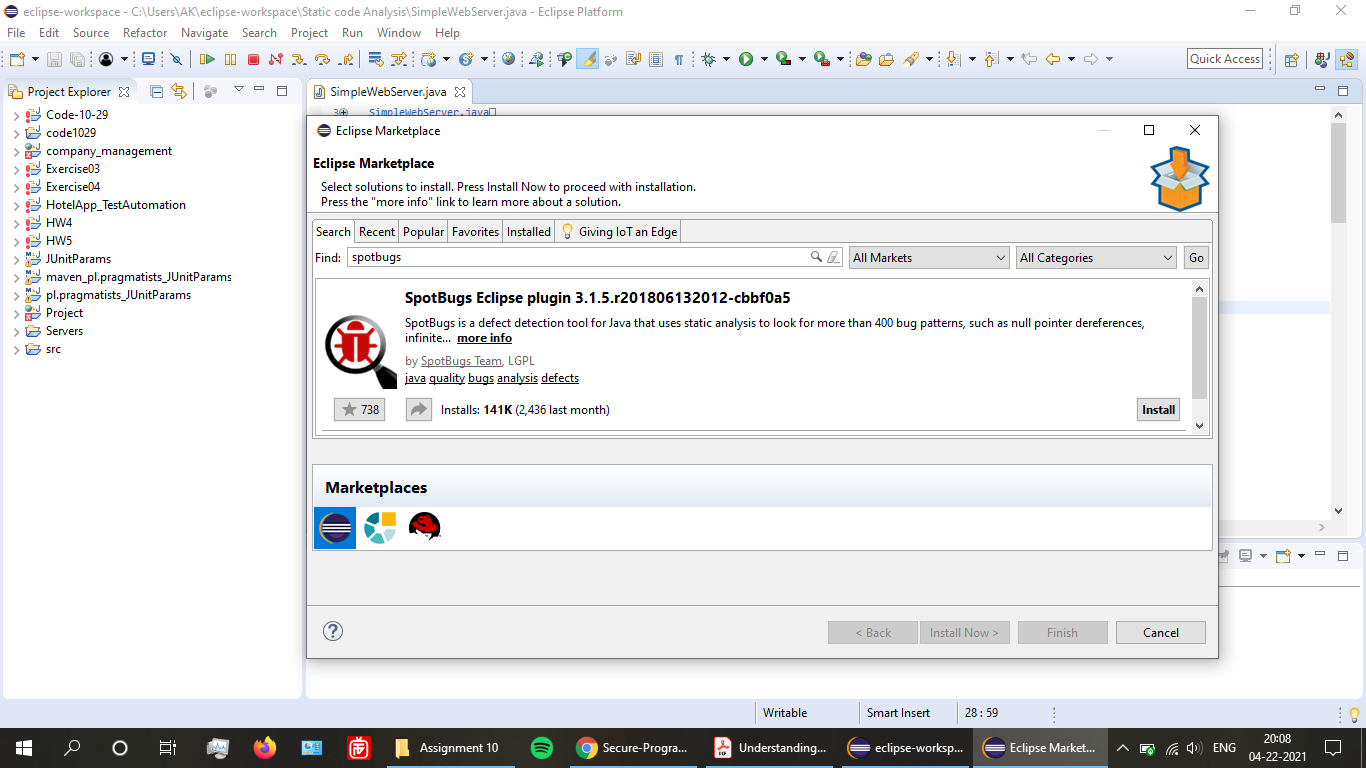 eclipse-workspace - C:\Users\AK\eclipse-workspace\Static code Analysis\SimpleWebServer.java - Eclipse Platform
File Edit Source Refactor Navigate Search Project Run Window Help
Quick Access
Project Explorer
SimpleWebServer.java
3 SimpleWebServer.java
Code-10-29
code1029
company_management
Exercise03
Exercise04
HotelApp_TestAutomation
HW4
HW5
JUnitParams
maven_pl.pragmatists_JUnitParams
pl.pragmatists_JUnitParams
Project
Servers
src
Eclipse Marketplace
Eclipse Marketplace
Select solutions to install. Press Install Now to proceed with installation.
Press the "more info" link to learn more about a solution.
Search Recent Popular Favorites Installed Giving IoT an Edge
Find: spotbugs All Markets All Categories Go
SpotBugs Eclipse plugin 3.1.5.r201806132012-cbbf0a5
SpotBugs is a defect detection tool for Java that uses static analysis to look for more than 400 bug patterns, such as null pointer dereferences,
infinite... more info
by SpotBugs Team, LGPL
java quality bugs analysis defects
738 Installs: 141K (2,436 last month) Install
Marketplaces
? < Back Install Now > Finish Cancel
Writable Smart Insert 28 : 59
Assignment 10 Secure-Progra... Understanding... eclipse-worksp... Eclipse Market... ENG 20:08
04-22-2021